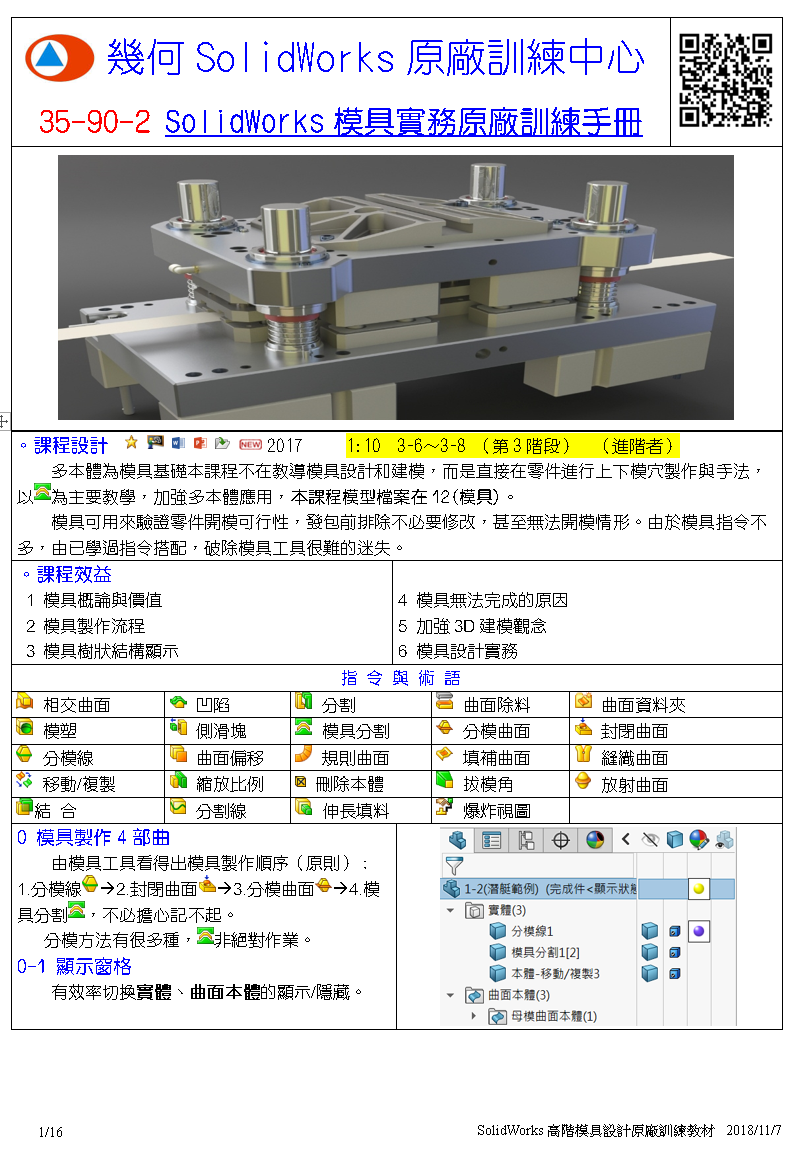 幾何 SolidWorks 原廠訓練中心
35-90-2 SolidWorks 模具實務原廠訓練手冊
。課程設計 NEW 2017 1:10 3-6～3-8 （第 3 階段） （進階者）
多本體為模具基礎本課程不在教導模具設計和建模，而是直接在零件進行上下模穴製作與手法，
以為主要教學，加強多本體應用，本課程模型檔案在 12(模具)。
模具可用來驗證零件開模可行性，發包前排除不必要修改，甚至無法開模情形。由於模具指令不
多，由已學過指令搭配，破除模具工具很難的迷失。
。課程效益
1 模具概論與價值
2 模具製作流程
3 模具樹狀結構顯示
4 模具無法完成的原因
5 加強 3D 建模觀念
6 模具設計實務
指 令 與 術 語
相交曲面 凹陷 分割 曲面除料 曲面資料夾
模塑 側滑塊 模具分割 分模曲面 封閉曲面
分模線 曲面偏移 規則曲面 填補曲面 縫織曲面
移動/複製 縮放比例 刪除本體 拔模角 放射曲面
結 合 分割線 伸長填料 爆炸視圖
0 模具製作 4 部曲
由模具工具看得出模具製作順序（原則）：
1.分模線→2.封閉曲面→3.分模曲面→4.模
具分割，不必擔心記不起。
分模方法有很多種，非絕對作業。
0-1 顯示窗格
有效率切換實體、曲面本體的顯示/隱藏。
1-2(潛艇範例) (完成件<顯示狀態
實體(3)
分模線1
模具分割1[2]
本體-移動/複製3
曲面本體(3)
母模曲面本體(1)
1/16
SolidWorks 高階模具設計原廠訓練教材 2018/11/7